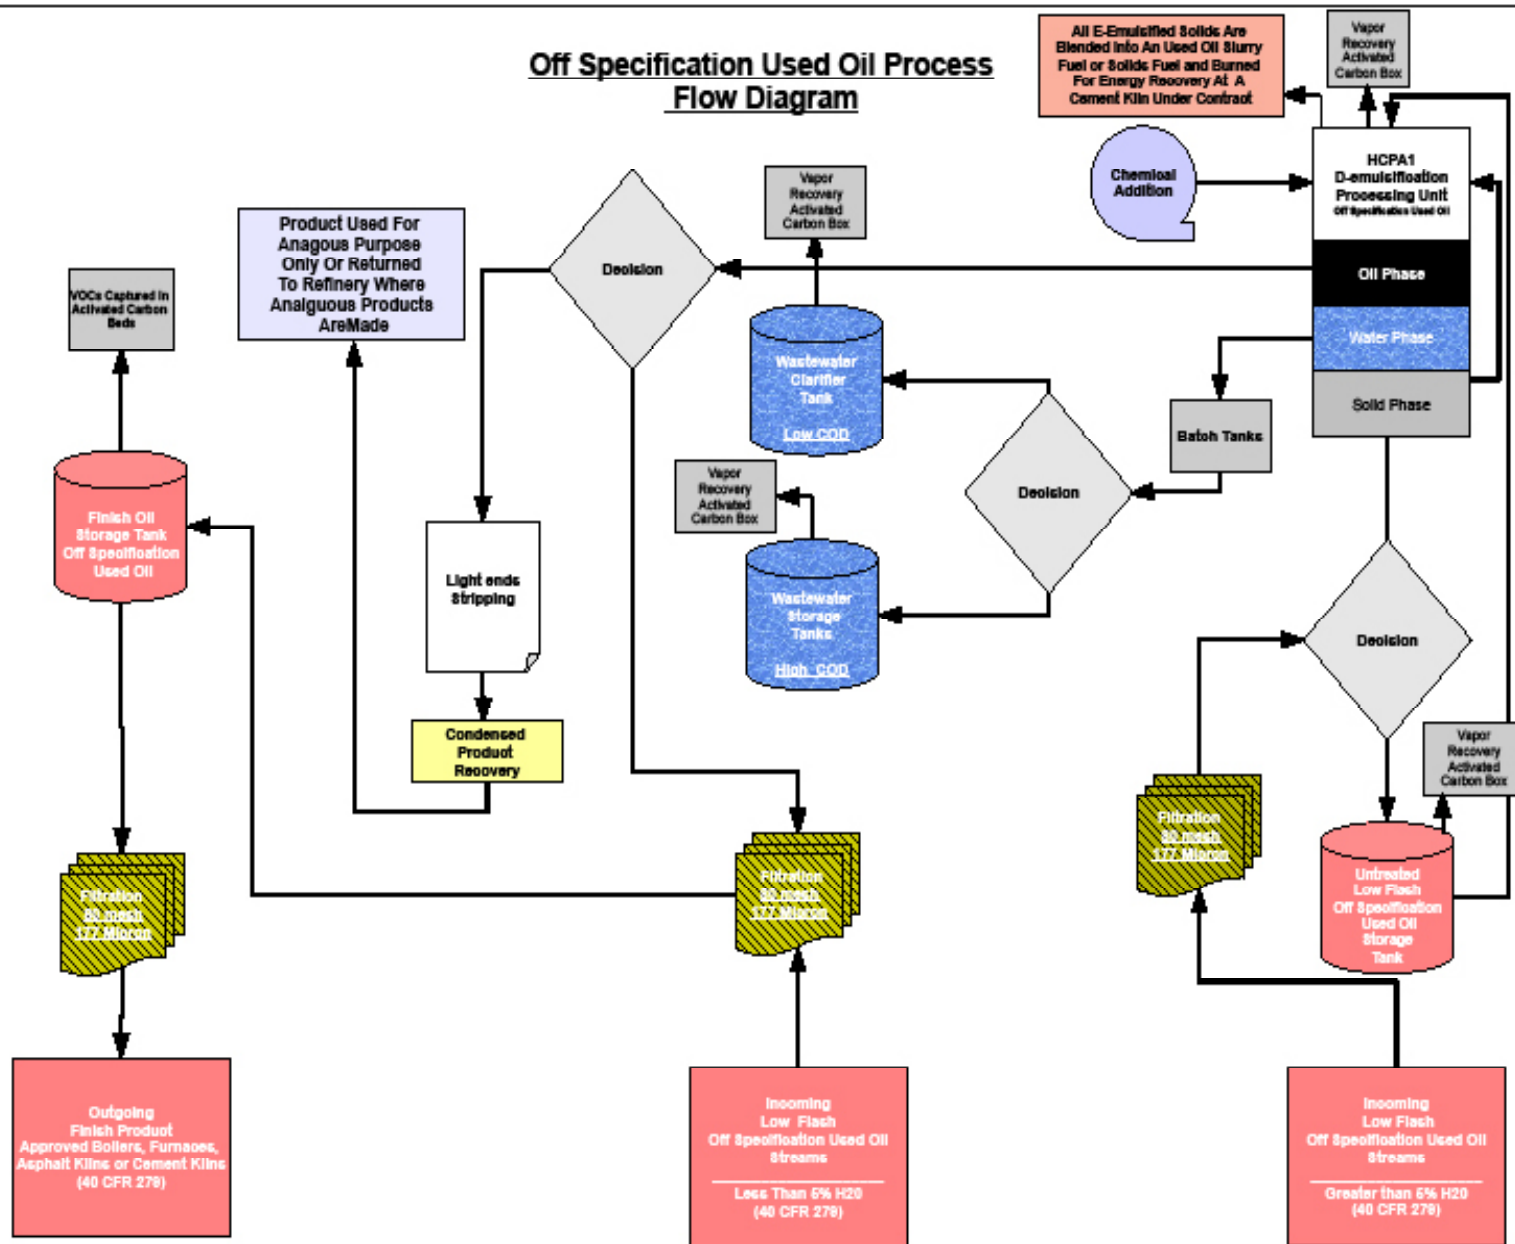 Off Specification Used Oil Process
Flow Diagram
All E-Emulsified Solids Are
Blended Into An Used Oil Slurry
Fuel or Solids Fuel and Burned
For Energy Recovery At A
Cement Kiln Under Contract
Vapor
Recovery
Activated
Carbon Box
Chemical
Addition
HCPA1
D-emulsification
Processing Unit
Off Specification Used Oil
Oil Phase
Water Phase
Solid Phase
Vapor
Recovery
Activated
Carbon Box
Decision
Product Used For
Anagous Purpose
Only Or Returned
To Refinery Where
Analguous Products
AreMade
VOCs Captured In
Activated Carbon
Beds
Wastewater
Clarifier
Tank
Low COD
Batch Tanks
Decision
Vapor
Recovery
Activated
Carbon Box
Finish Oil
Storage Tank
Off Specification
Used Oil
Light ends
Stripping
Wastewater
Storage
Tanks
High COD
Decision
Condensed
Product
Recovery
Vapor
Recovery
Activated
Carbon Box
Filtration
80 mesh
177 Micron
Filtration
80 mesh
177 Micron
Filtration
80 mesh
177 Micron
Untreated
Low Flash
Off Specification
Used Oil
Storage
Tank
Outgoing
Finish Product
Approved Boilers, Furnaces,
Asphalt Kilns or Cement Kilns
(40 CFR 279)
Incoming
Low Flash
Off Specification Used Oil
Streams
Less Than 5% H20
(40 CFR 279)
Incoming
Low Flash
Off Specification Used Oil
Streams
Greater than 5% H20
(40 CFR 279)